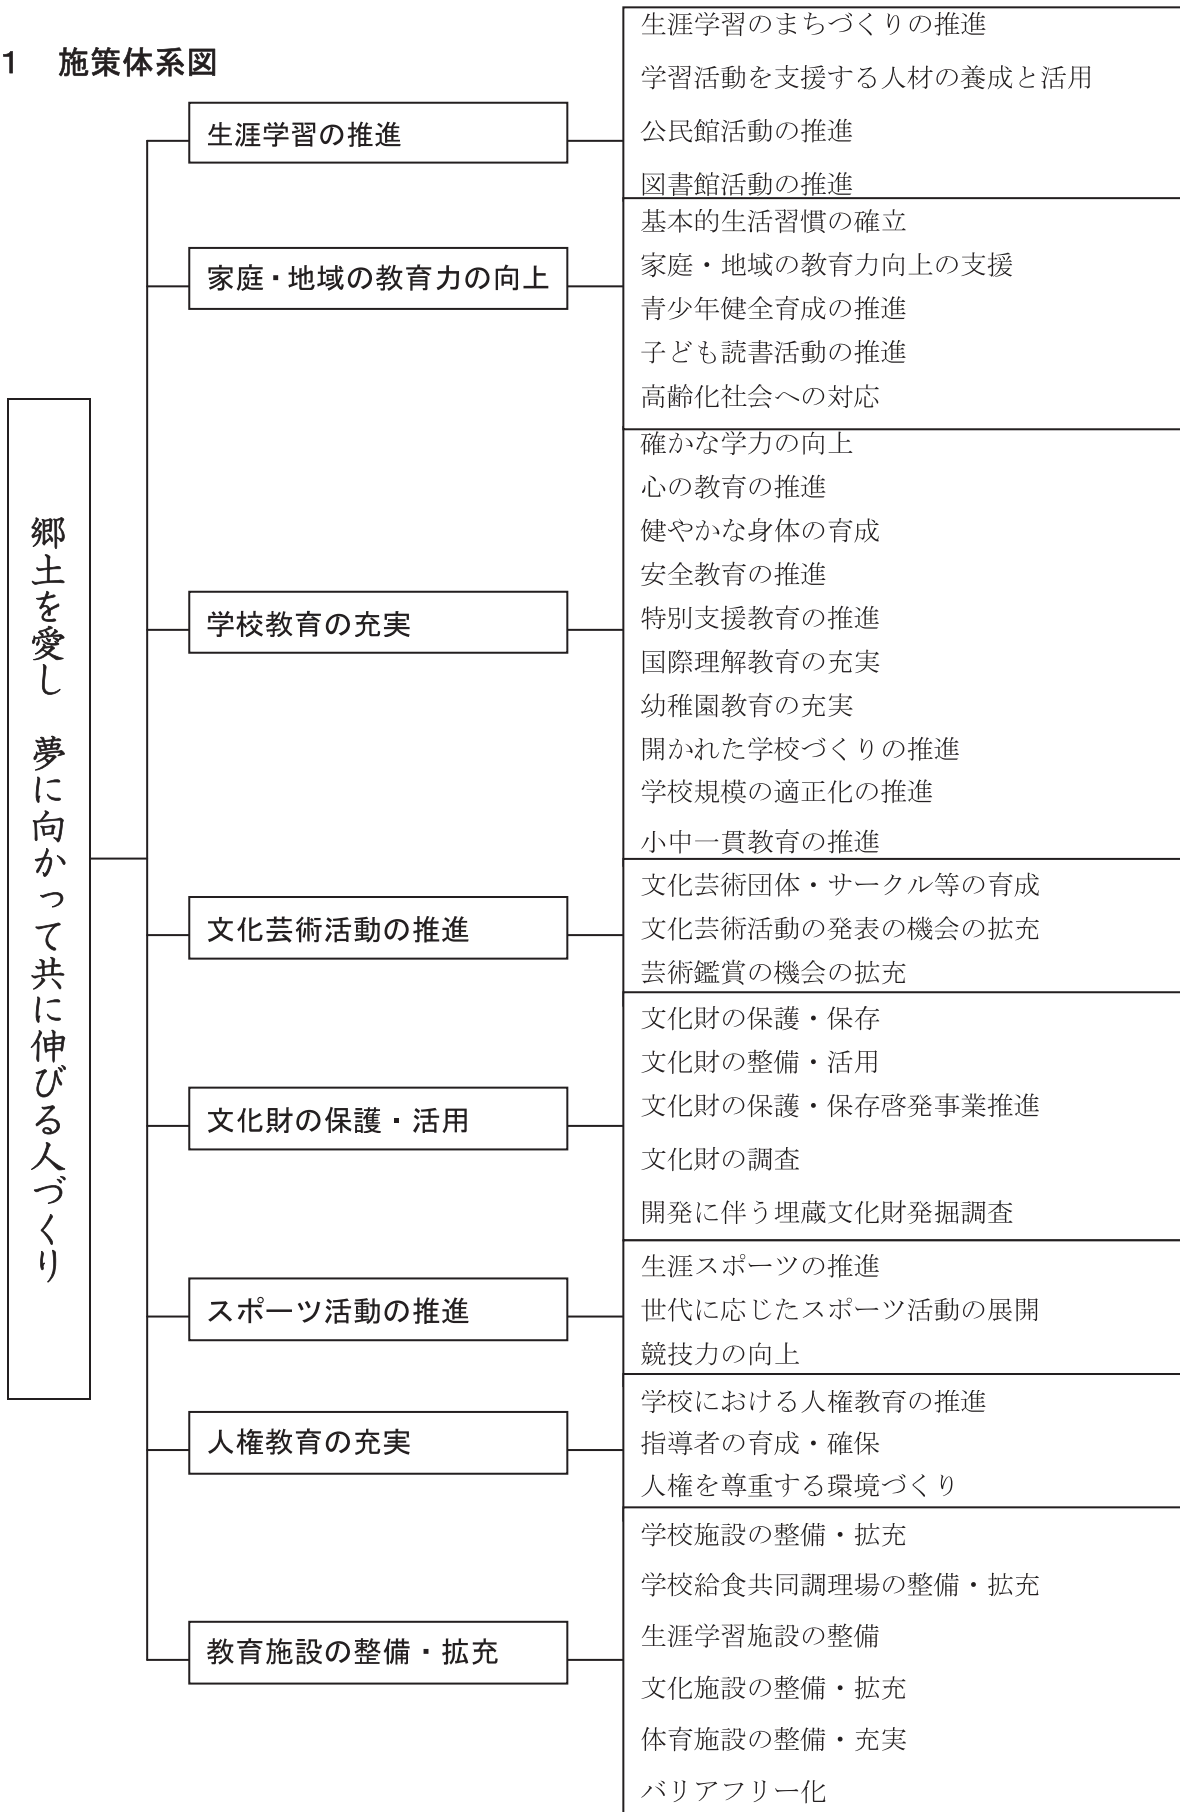 1　施策体系図
郷土を愛し　夢に向かって共に伸びる人づくり
生涯学習の推進
生涯学習のまちづくりの推進
学習活動を支援する人材の養成と活用
公民館活動の推進
図書館活動の推進
家庭・地域の教育力の向上
基本的生活習慣の確立
家庭・地域の教育力向上の支援
青少年健全育成の推進
子ども読書活動の推進
高齢化社会への対応
学校教育の充実
確かな学力の向上
心の教育の推進
健やかな身体の育成
安全教育の推進
特別支援教育の推進
国際理解教育の充実
幼稚園教育の充実
開かれた学校づくりの推進
学校規模の適正化の推進
小中一貫教育の推進
文化芸術活動の推進
文化芸術団体・サークル等の育成
文化芸術活動の発表の機会の拡充
芸術鑑賞の機会の拡充
文化財の保護・活用
文化財の保護・保存
文化財の整備・活用
文化財の保護・保存啓発事業推進
文化財の調査
開発に伴う埋蔵文化財発掘調査
スポーツ活動の推進
生涯スポーツの推進
世代に応じたスポーツ活動の展開
競技力の向上
人権教育の充実
学校における人権教育の推進
指導者の育成・確保
人権を尊重する環境づくり
教育施設の整備・拡充
学校施設の整備・拡充
学校給食共同調理場の整備・拡充
生涯学習施設の整備
文化施設の整備・拡充
体育施設の整備・充実
バリアフリー化